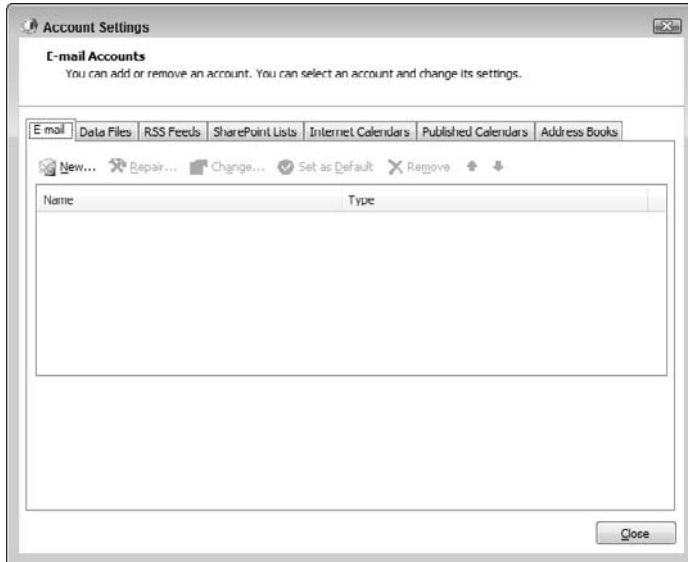 Account Settings
E-mail Accounts
You can add or remove an account. You can select an account and change its settings.
E-mail Data Files RSS Feeds SharePoint Lists Internet Calendars Published Calendars Address Books
New... Repair... Change... Set as Default Remove
Name Type
Close